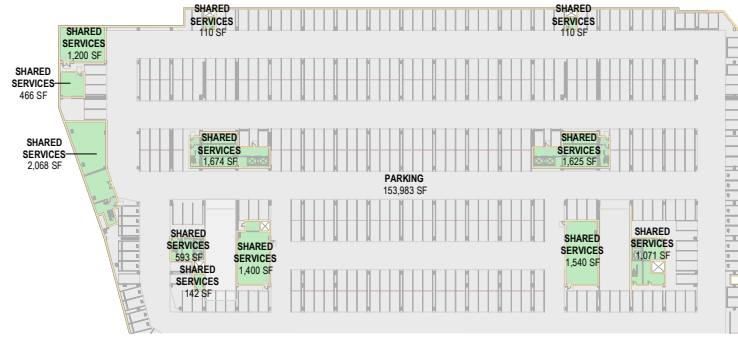 SHARED
SERVICES
110 SF
SHARED
SERVICES
110 SF
SHARED
SERVICES
1,200 SF
SHARED
SERVICES
466 SF
SHARED
SERVICES
2,068 SF
SHARED
SERVICES
1,674 SF
SHARED
SERVICES
1,625 SF
PARKING
153,983 SF
SHARED
SERVICES
593 SF
SHARED
SERVICES
142 SF
SHARED
SERVICES
1,400 SF
SHARED
SERVICES
1,540 SF
SHARED
SERVICES
1,071 SF